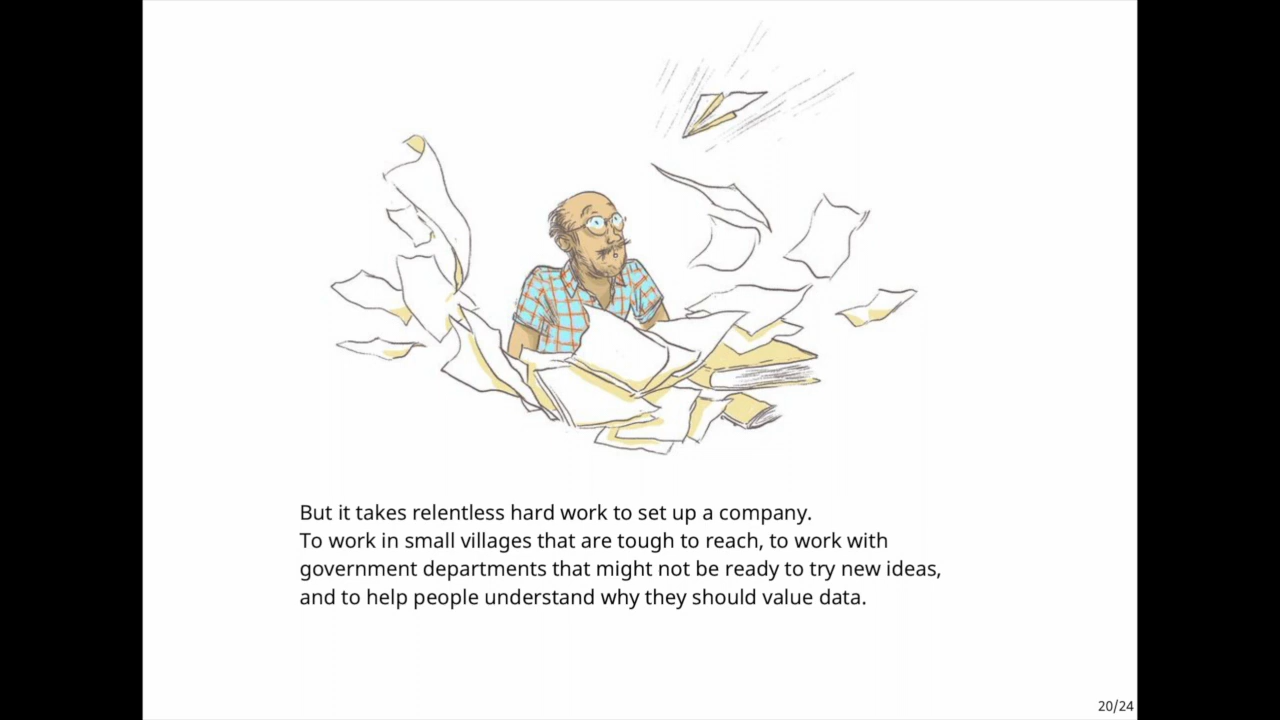 But it takes relentless hard work to set up a company.
To work in small villages that are tough to reach, to work with
government departments that might not be ready to try new ideas,
and to help people understand why they should value data.
20/24